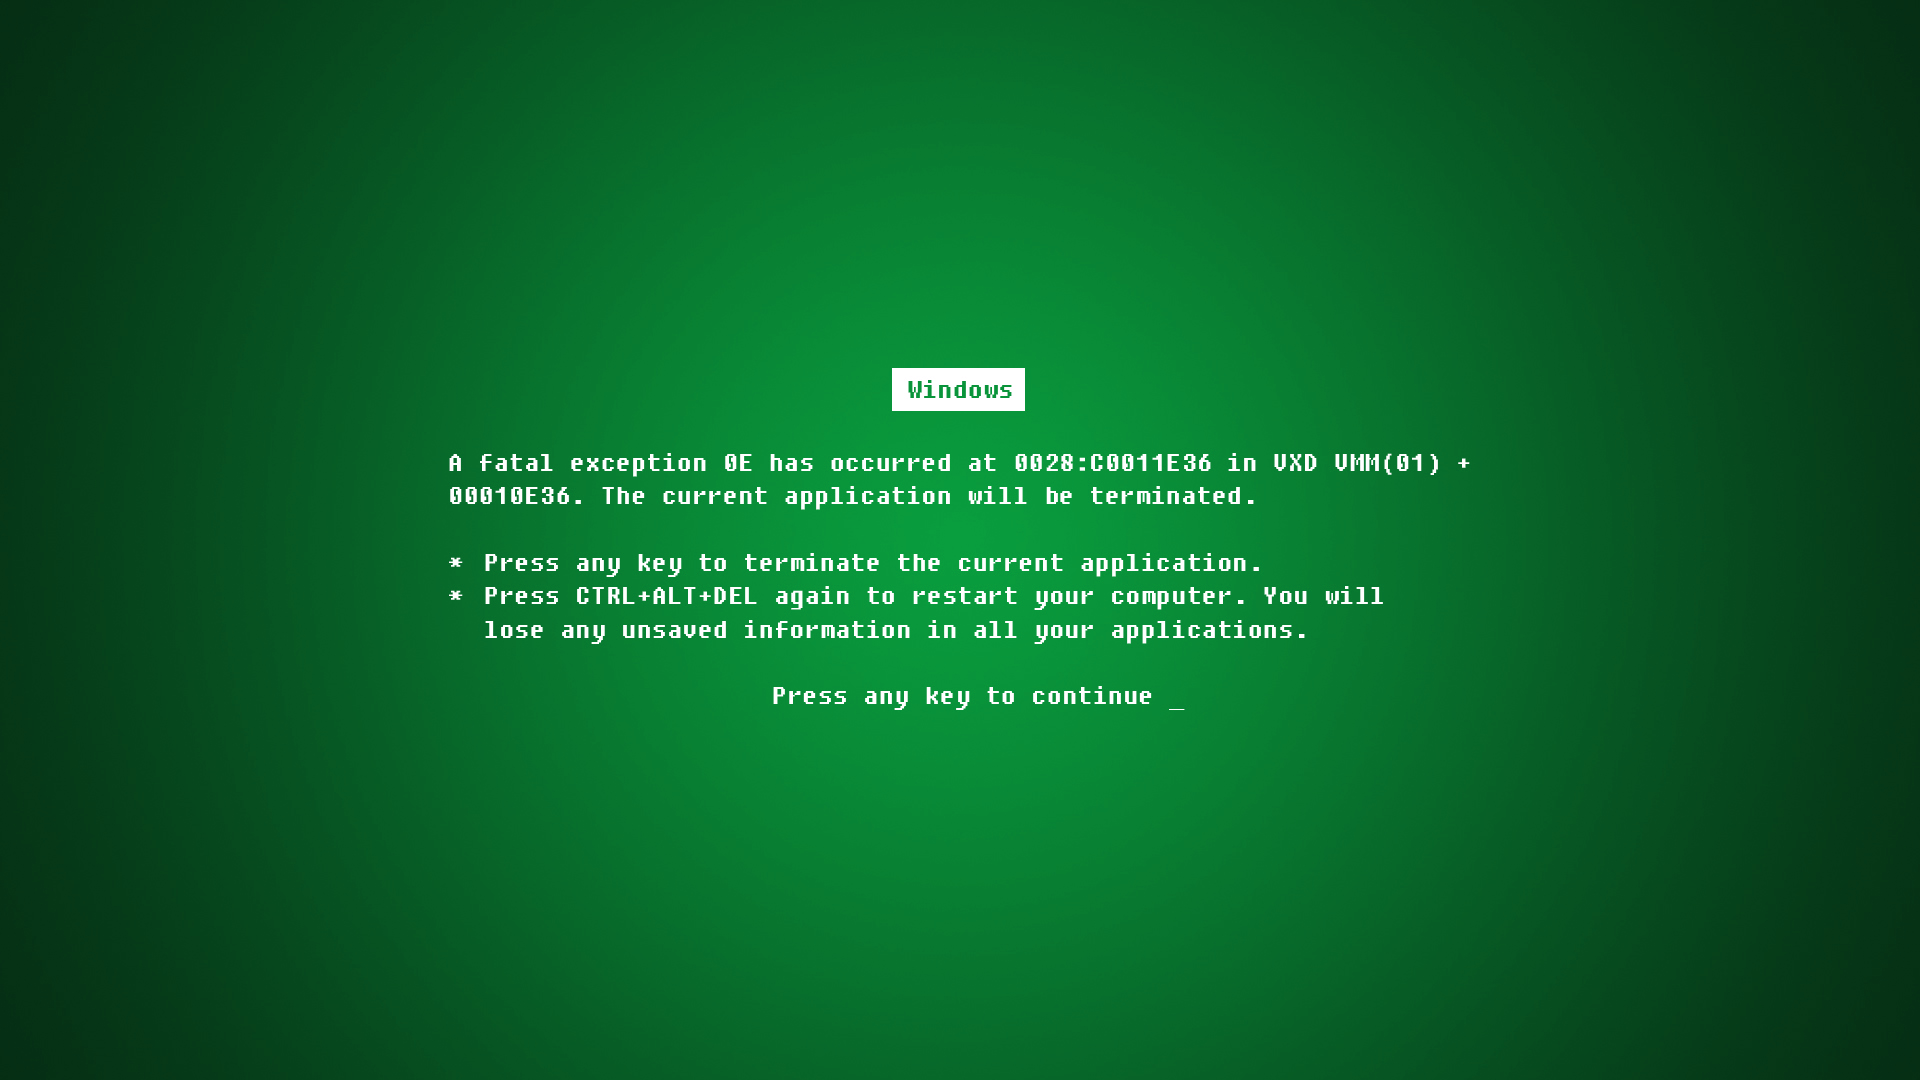 Windows
A fatal exception 0E has occurred at 0028:C0011E36 in VXD VMM(01) +
00010E36. The current application will be terminated.
* Press any key to terminate the current application.
* Press CTRL+ALT+DEL again to restart your computer. You will
lose any unsaved information in all your applications.
Press any key to continue _